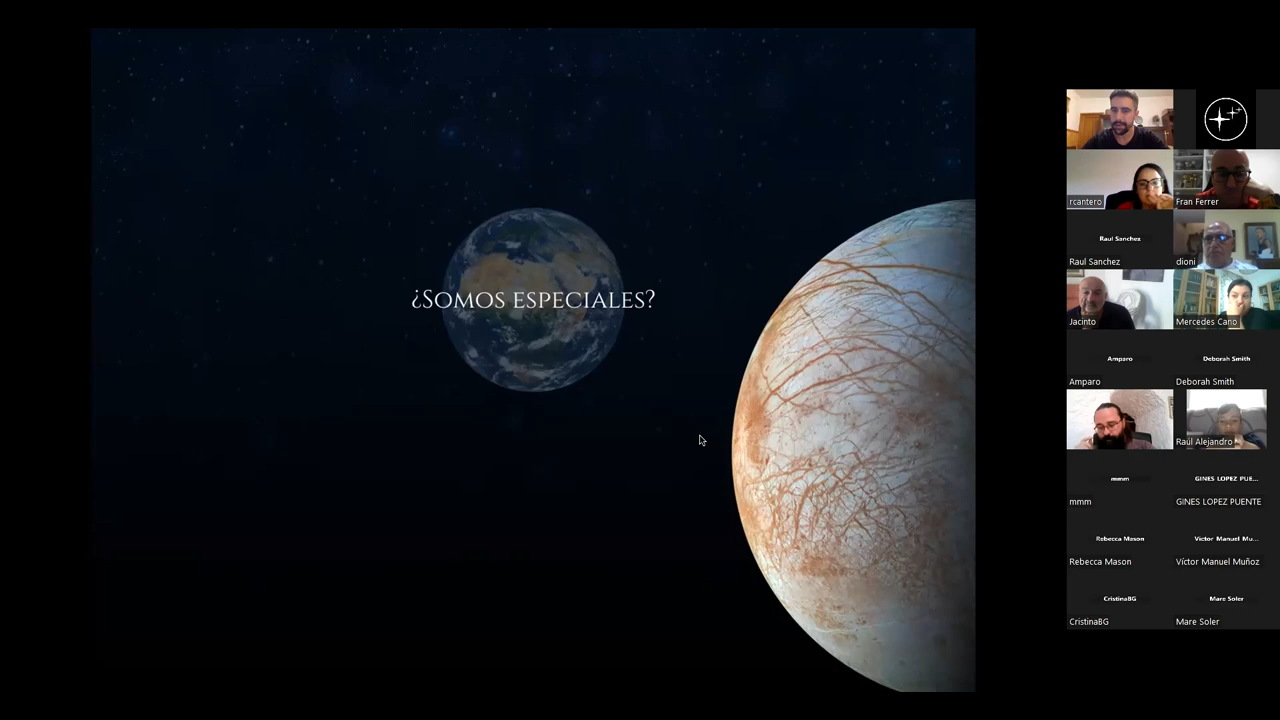 ¿Somos especiales?
rcantero
Fran Ferrer
Raul Sanchez
Raul Sanchez
dioni
Jacinto
Mercedes Cano
Amparo
Deborah Smith
Amparo
Deborah Smith
Raúl Alejandro
mmm
GINES LOPEZ PUE...
mmm
GINES LOPEZ PUENTE
Rebecca Mason
Víctor Manuel Mu...
Rebecca Mason
Víctor Manuel Muñoz
CristinaBG
Mare Soler
CristinaBG
Mare Soler